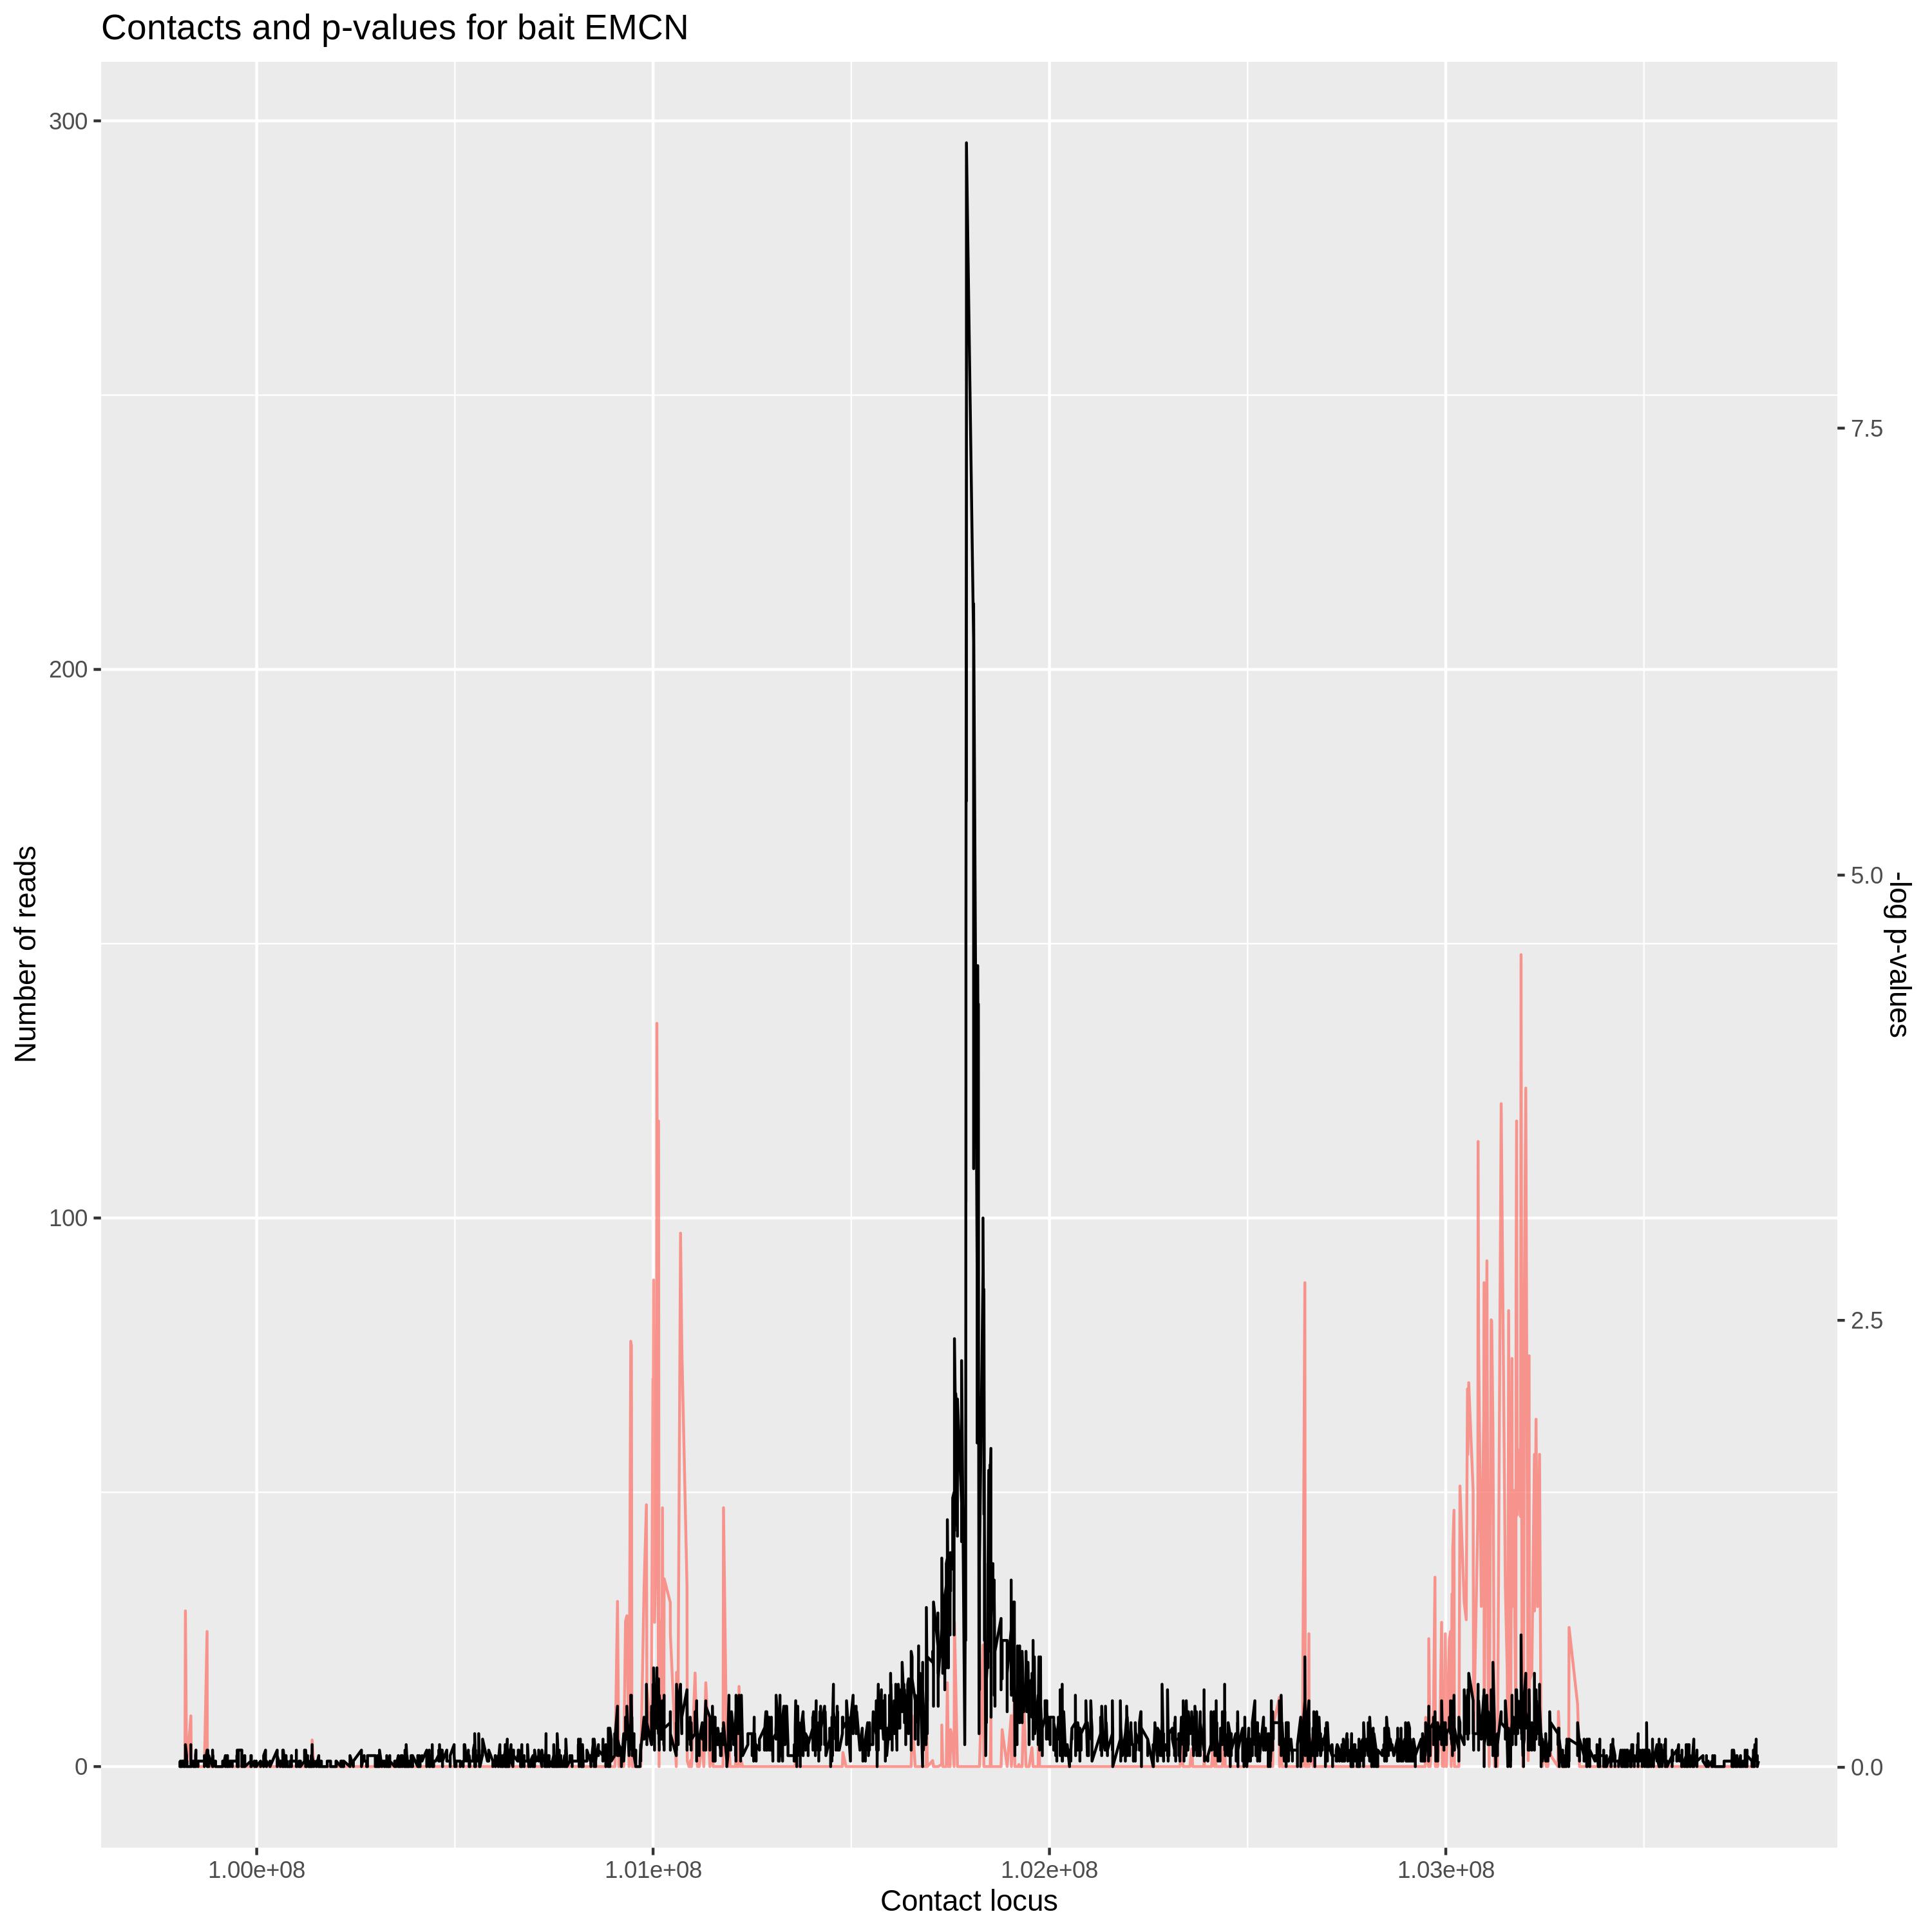 Contacts and p-values for bait EMCN
300
200
100
0
Number of reads
7.5
5.0
2.5
0.0
-log p-values
1.00e+08
1.01e+08
1.02e+08
1.03e+08
Contact locus